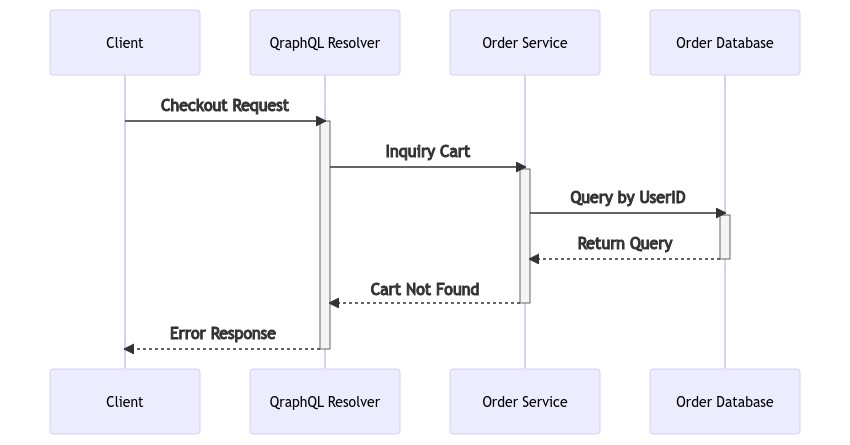 Client
QraphQL Resolver
Order Service
Order Database
Checkout Request
Inquiry Cart
Query by UserID
Return Query
Cart Not Found
Error Response
Client
QraphQL Resolver
Order Service
Order Database